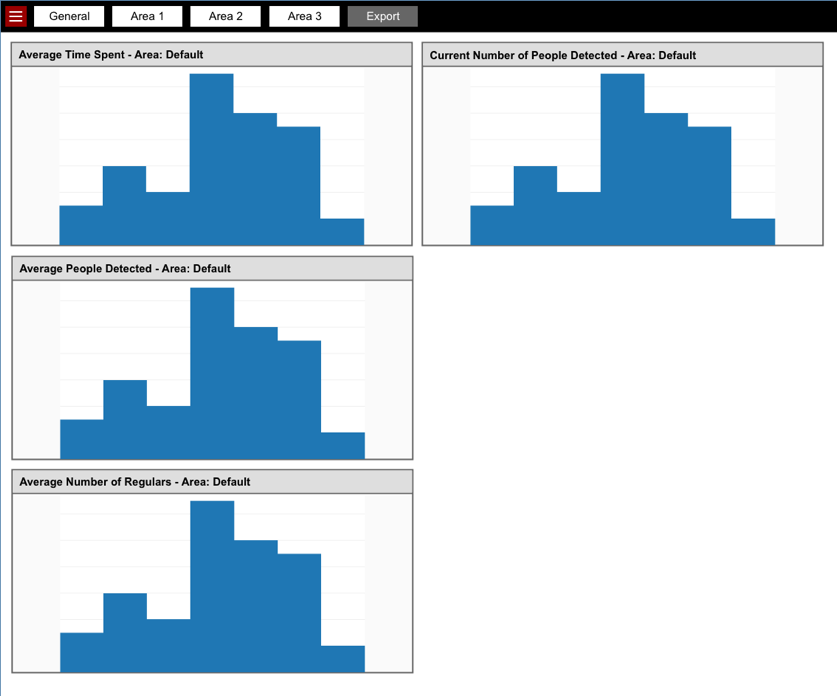 General
Area 1
Area 2
Area 3
Export
Average Time Spent - Area: Default
Current Number of People Detected - Area: Default
Average People Detected - Area: Default
Average Number of Regulars - Area: Default